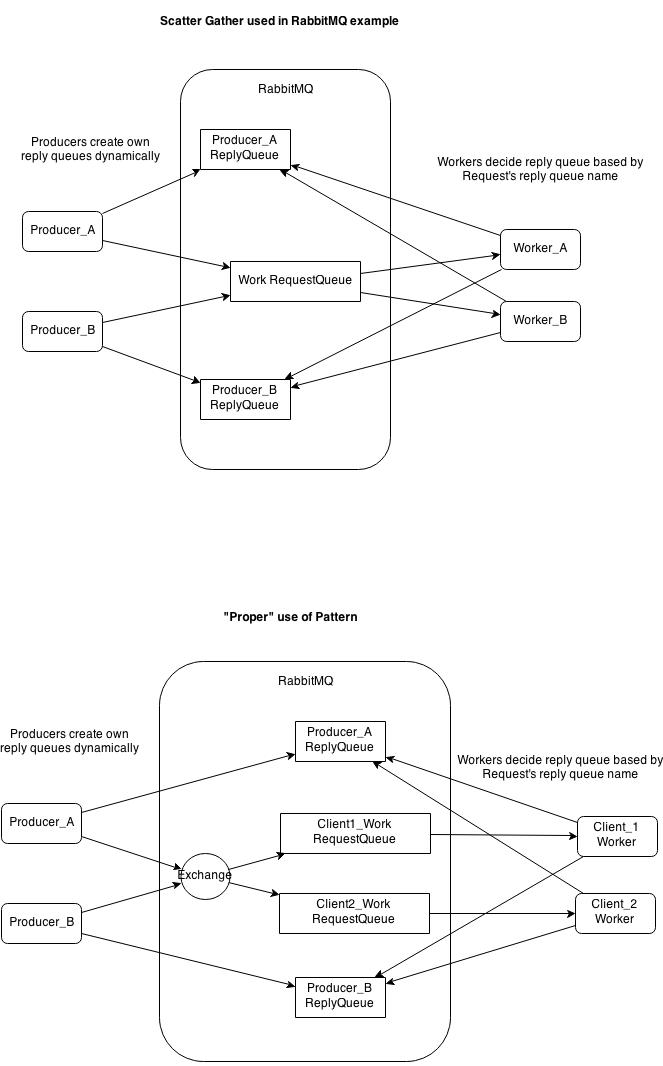 Scatter Gather used in RabbitMQ example
RabbitMQ
Producers create own
reply queues dynamically
Producer_A
ReplyQueue
Workers decide reply queue based by
Request's reply queue name
Producer_A
Worker_A
Work RequestQueue
Producer_B
Worker_B
Producer_B
ReplyQueue
"Proper" use of Pattern
RabbitMQ
Producers create own
reply queues dynamically
Producer_A
ReplyQueue
Workers decide reply queue based by
Request's reply queue name
Producer_A
Client1_Work
RequestQueue
Client_1
Worker
Exchange
Producer_B
Client2_Work
RequestQueue
Client_2
Worker
Producer_B
ReplyQueue